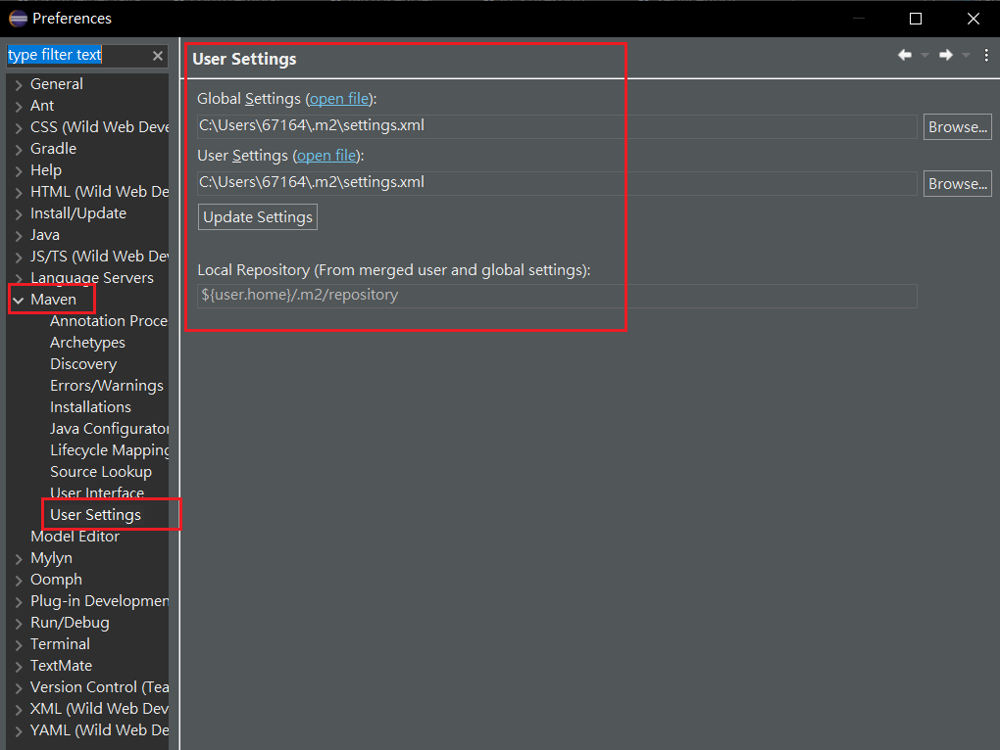 Preferences
type filter text
General
Ant
CSS (Wild Web Deve
Gradle
Help
HTML (Wild Web De
Install/Update
Java
JS/TS (Wild Web Dev
Language Servers
Maven
Annotation Proce
Archetypes
Discovery
Errors/Warnings
Installations
Java Configurator
Lifecycle Mapping
Source Lookup
User Interface
User Settings
Model Editor
Mylyn
Oomph
Plug-in Developmen
Run/Debug
Terminal
TextMate
Version Control (Tea
XML (Wild Web Dev
YAML (Wild Web De
User Settings
Global Settings (open file):
C:\Users\67164\.m2\settings.xml
Browse...
User Settings (open file):
C:\Users\67164\.m2\settings.xml
Browse...
Update Settings
Local Repository (From merged user and global settings):
${user.home}/.m2/repository